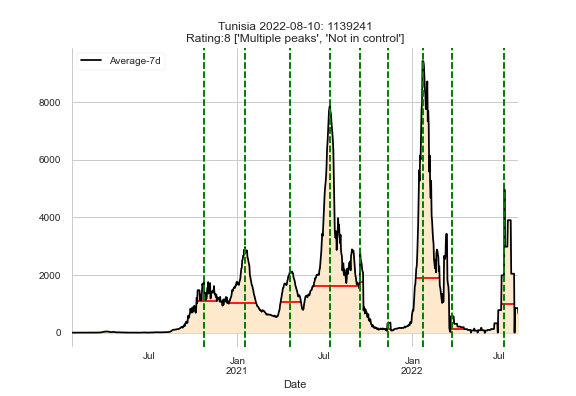 Tunisia 2022-08-10: 1139241
Rating:8 ['Multiple peaks', 'Not in control']
Average-7d
8000
6000
4000
2000
0
Jul
Jan
2021
Jul
Jan
2022
Jul
Date